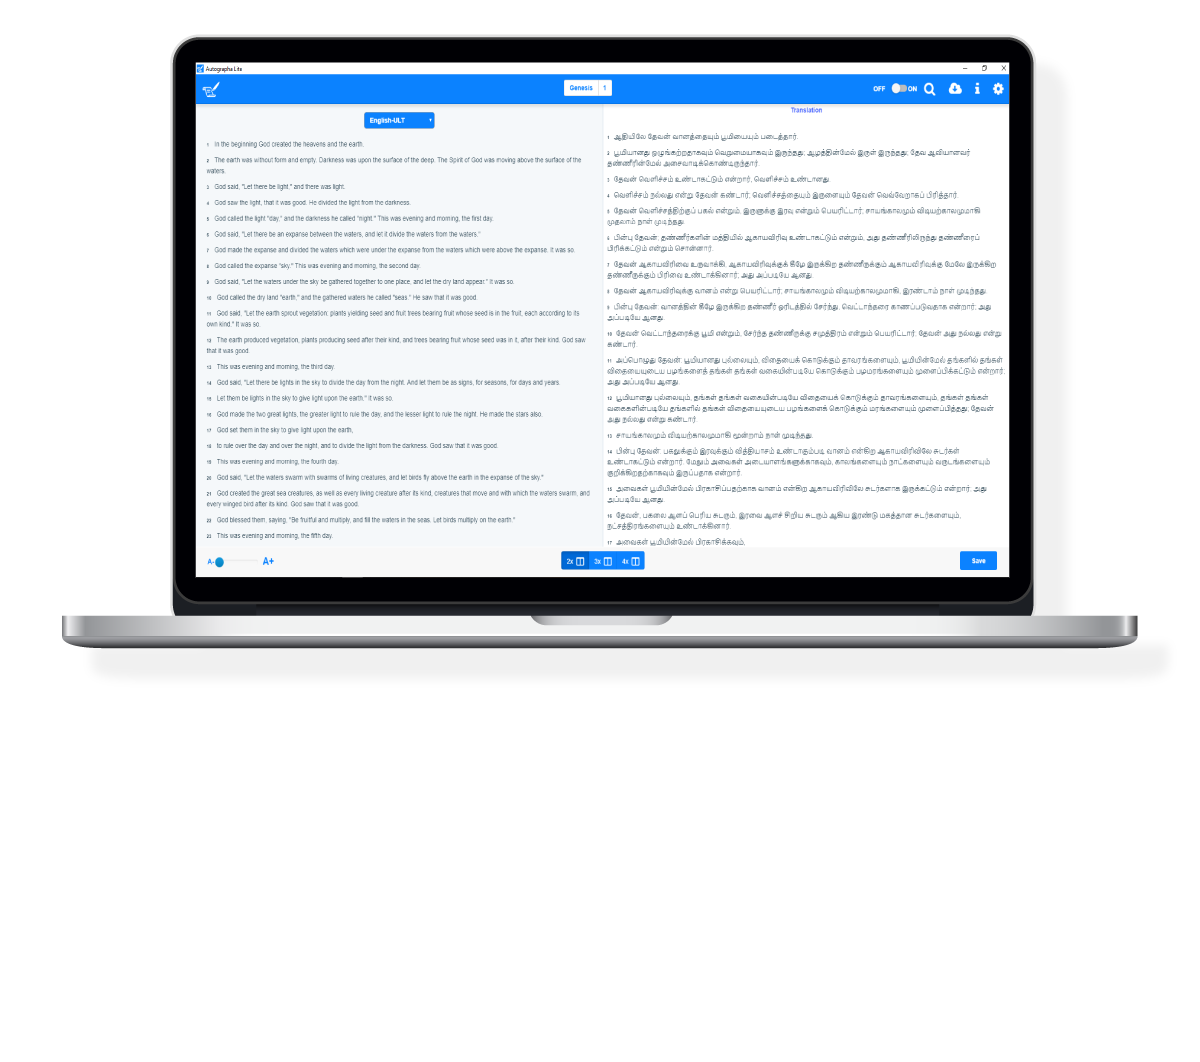 Autographa Lite
Genesis 1
OFF ON
English-ULT
1 In the beginning God created the heavens and the earth.
2 The earth was without form and empty. Darkness was upon the surface of the deep. The Spirit of God was moving above the surface of the
waters.
3 God said, "Let there be light," and there was light.
4 God saw the light, that it was good. He divided the light from the darkness.
5 God called the light "day," and the darkness he called "night." This was evening and morning, the first day.
6 God said, "Let there be an expanse between the waters, and let it divide the waters from the waters."
7 God made the expanse and divided the waters which were under the expanse from the waters which were above the expanse. It was so.
8 God called the expanse "sky." This was evening and morning, the second day.
9 God said, "Let the waters under the sky be gathered together to one place, and let the dry land appear." It was so.
10 God called the dry land "earth," and the gathered waters he called "seas." He saw that it was good.
11 God said, "Let the earth sprout vegetation: plants yielding seed and fruit trees bearing fruit whose seed is in the fruit, each according to its
own kind." It was so.
12 The earth produced vegetation, plants producing seed after their kind, and trees bearing fruit whose seed was in it, after their kind. God saw
that it was good.
13 This was evening and morning, the third day.
14 God said, "Let there be lights in the sky to divide the day from the night. And let them be as signs, for seasons, for days and years.
15 Let them be lights in the sky to give light upon the earth." It was so.
16 God made the two great lights, the greater light to rule the day, and the lesser light to rule the night. He made the stars also.
17 God set them in the sky to give light upon the earth,
18 to rule over the day and over the night, and to divide the light from the darkness. God saw that it was good.
19 This was evening and morning, the fourth day.
20 God said, "Let the waters swarm with swarms of living creatures, and let birds fly above the earth in the expanse of the sky."
21 God created the great sea creatures, as well as every living creature after its kind, creatures that move and with which the waters swarm, and
every winged bird after its kind. God saw that it was good.
22 God blessed them, saying, "Be fruitful and multiply, and fill the waters in the seas. Let birds multiply on the earth."
23 This was evening and morning, the fifth day.
Translation
1 ஆதியிலே தேவன் வானத்தையும் பூமியையும் படைத்தார்.
2 பூமியானது ஒழுங்கற்றதாகவும் வெறுமையாகவும் இருந்தது; ஆழத்தின்மேல் இருள் இருந்தது; தேவ ஆவியானவர்
தண்ணீரின்மேல் அசைவாடிக்கொண்டிருந்தார்.
3 தேவன் வெளிச்சம் உண்டாகட்டும் என்றார், வெளிச்சம் உண்டானது.
4 வெளிச்சம் நல்லது என்று தேவன் கண்டார்; வெளிச்சத்தையும் இருளையும் தேவன் வெவ்வேறாகப் பிரித்தார்.
5 தேவன் வெளிச்சத்திற்குப் பகல் என்றும், இருளுக்கு இரவு என்றும் பெயரிட்டார்; சாயங்காலமும் விடியற்காலமுமாகி
முதலாம் நாள் முடிந்தது.
6 பின்பு தேவன்: தண்ணீர்களின் மத்தியில் ஆகாயவிரிவு உண்டாகட்டும் என்றும், அது தண்ணீரிலிருந்து தண்ணீரைப்
பிரிக்கட்டும் என்றும் சொன்னார்.
7 தேவன் ஆகாயவிரிவை உருவாக்கி, ஆகாயவிரிவுக்குக் கீழே இருக்கிற தண்ணீருக்கும் ஆகாயவிரிவுக்கு மேலே இருக்கிற
தண்ணீருக்கும் பிரிவை உண்டாக்கினார்; அது அப்படியே ஆனது.
8 தேவன் ஆகாயவிரிவுக்கு வானம் என்று பெயரிட்டார்; சாயங்காலமும் விடியற்காலமுமாகி, இரண்டாம் நாள் முடிந்தது.
9 பின்பு தேவன்: வானத்தின் கீழே இருக்கிற தண்ணீர் ஓரிடத்தில் சேர்ந்து, வெட்டாந்தரை காணப்படுவதாக என்றார்; அது
அப்படியே ஆனது.
10 தேவன் வெட்டாந்தரைக்கு பூமி என்றும், சேர்ந்த தண்ணீருக்கு சமுத்திரம் என்றும் பெயரிட்டார்; தேவன் அது நல்லது என்று
கண்டார்.
11 அப்பொழுது தேவன்: பூமியானது புல்லையும், விதையைக் கொடுக்கும் தாவரங்களையும், பூமியின்மேல் தங்களில் தங்கள்
விதையையுடைய பழங்களைத் தங்கள் தங்கள் வகையின்படியே கொடுக்கும் பழமரங்களையும் முளைப்பிக்கட்டும் என்றார்;
அது அப்படியே ஆனது.
12 பூமியானது புல்லையும், தங்கள் தங்கள் வகையின்படியே விதையைக் கொடுக்கும் தாவரங்களையும், தங்கள் தங்கள்
வகைகளின்படியே தங்களில் தங்கள் விதையையுடைய பழங்களைக் கொடுக்கும் மரங்களையும் முளைப்பித்தது; தேவன்
அது நல்லது என்று கண்டார்.
13 சாயங்காலமும் விடியற்காலமுமாகி மூன்றாம் நாள் முடிந்தது.
14 பின்பு தேவன்: பகலுக்கும் இரவுக்கும் வித்தியாசம் உண்டாகும்படி வானம் என்கிற ஆகாயவிரிவிலே சுடர்கள்
உண்டாகட்டும் என்றார். மேலும் அவைகள் அடையாளங்களுக்காகவும், காலங்களையும் நாட்களையும் வருடங்களையும்
குறிக்கிறதற்காகவும் இருப்பதாக என்றார்.
15 அவைகள் பூமியின்மேல் பிரகாசிப்பதற்காக வானம் என்கிற ஆகாயவிரிவிலே சுடர்களாக இருக்கட்டும் என்றார்; அது
அப்படியே ஆனது.
16 தேவன், பகலை ஆளப் பெரிய சுடரும், இரவை ஆளச் சிறிய சுடரும் ஆகிய இரண்டு மகத்தான சுடர்களையும்,
நட்சத்திரங்களையும் உண்டாக்கினார்.
17 அவைகள் பூமியின்மேல் பிரகாசிக்கவும்,
A- A+
2x 3x 4x
Save